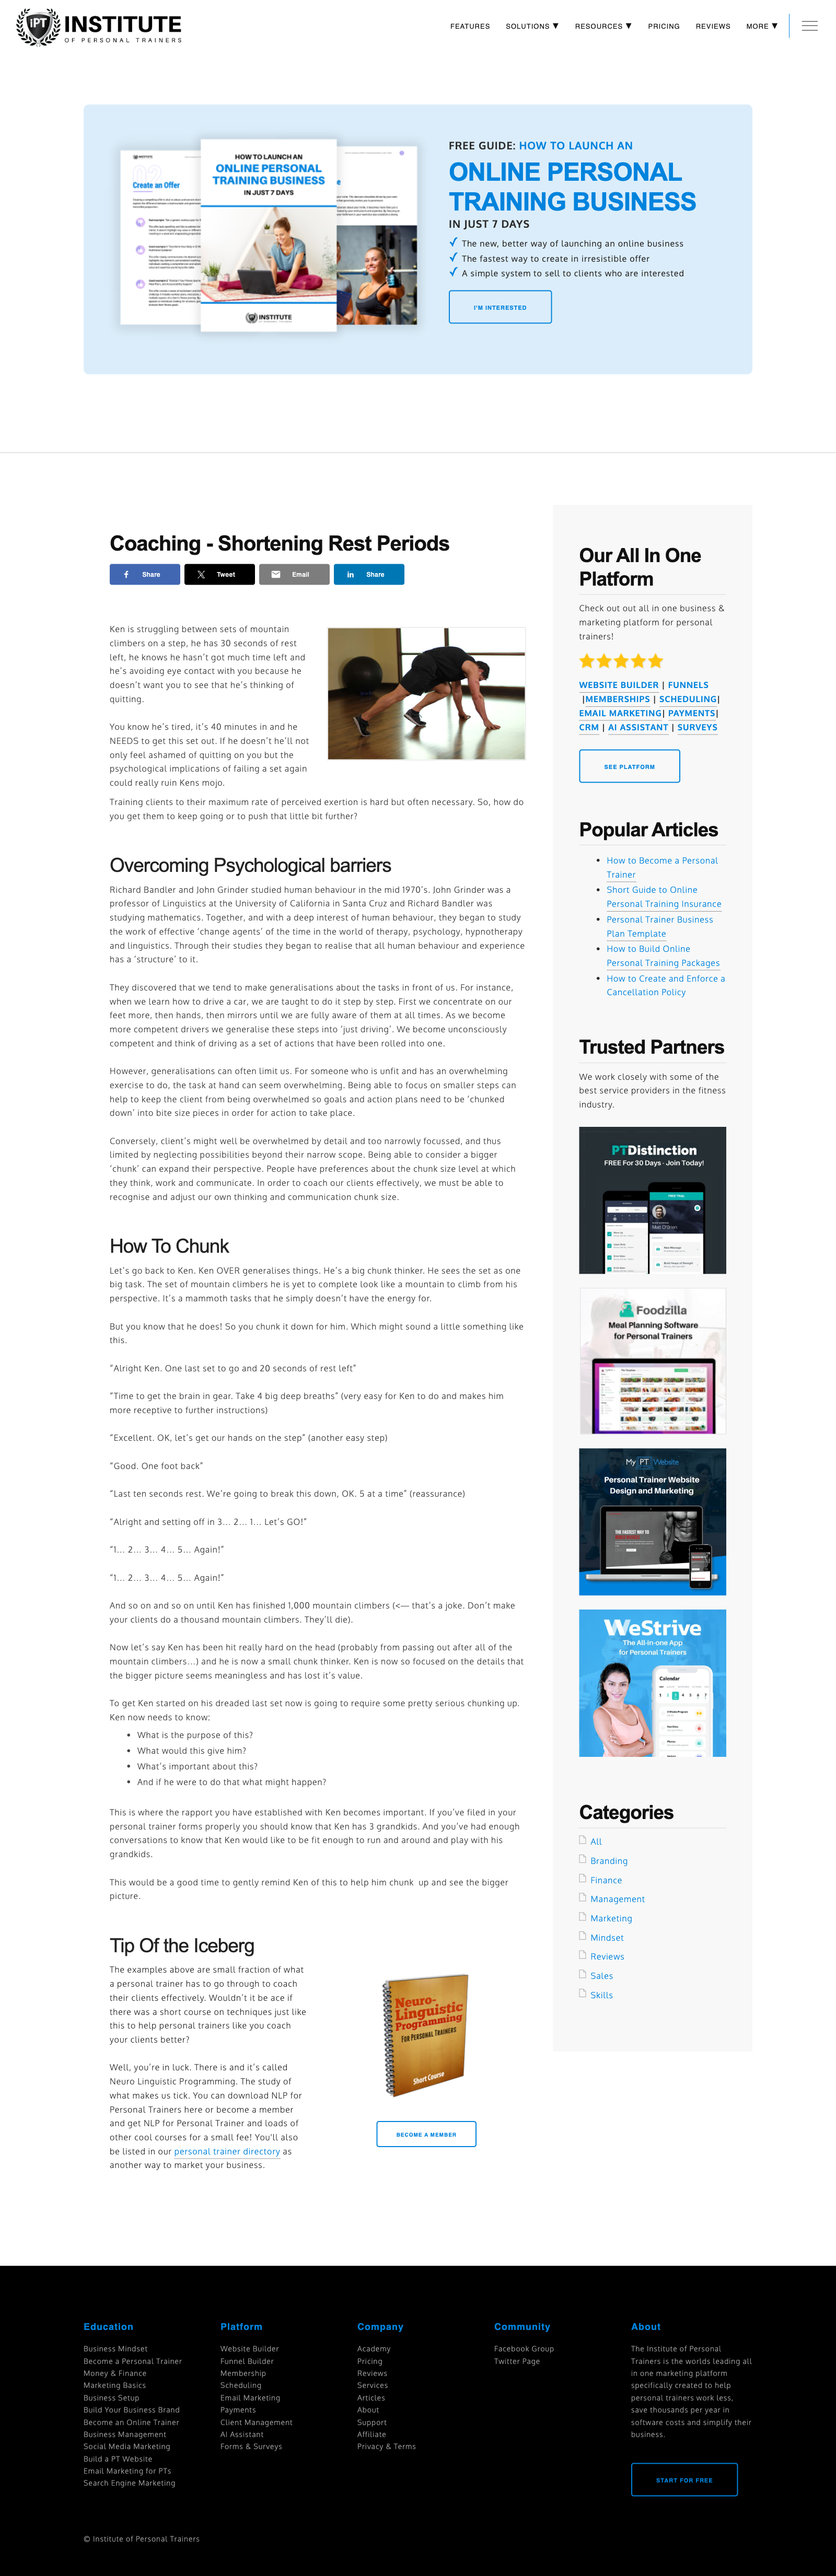 iPT INSTITUTE
OF PERSONAL TRAINERS
FEATURES SOLUTIONS ▼ RESOURCES ▼ PRICING REVIEWS MORE ▼
INSTITUTE
02
Create an Offer
HOW TO LAUNCH AN
ONLINE PERSONAL
TRAINING BUSINESS
IN JUST 7 DAYS
INSTITUTE
FREE GUIDE: HOW TO LAUNCH AN
ONLINE PERSONAL
TRAINING BUSINESS
IN JUST 7 DAYS
✓ The new, better way of launching an online business
✓ The fastest way to create in irresistible offer
✓ A simple system to sell to clients who are interested
I'M INTERESTED
Coaching - Shortening Rest Periods
Share Tweet Email Share
Ken is struggling between sets of mountain
climbers on a step, he has 30 seconds of rest
left, he knows he hasn't got much time left and
he's avoiding eye contact with you because he
doesn't want you to see that he's thinking of
quitting.
You know he's tired, it's 40 minutes in and he
NEEDS to get this set out. If he doesn't he'll not
only feel ashamed of quitting on you but the
psychological implications of failing a set again
could really ruin Kens mojo.
Training clients to their maximum rate of perceived exertion is hard but often necessary. So, how do
you get them to keep going or to push that little bit further?
Overcoming Psychological barriers
Richard Bandler and John Grinder studied human behaviour in the mid 1970's. John Grinder was a
professor of Linguistics at the University of California in Santa Cruz and Richard Bandler was
studying mathematics. Together, and with a deep interest of human behaviour, they began to study
the work of effective 'change agents' of the time in the world of therapy, psychology, hypnotherapy
and linguistics. Through their studies they began to realise that all human behaviour and experience
has a 'structure' to it.
They discovered that we tend to make generalisations about the tasks in front of us. For instance,
when we learn how to drive a car, we are taught to do it step by step. First we concentrate on our
feet more, then hands, then mirrors until we are fully aware of them at all times. As we become
more competent drivers we generalise these steps into 'just driving'. We become unconsciously
competent and think of driving as a set of actions that have been rolled into one.
However, generalisations can often limit us. For someone who is unfit and has an overwhelming
exercise to do, the task at hand can seem overwhelming. Being able to focus on smaller steps can
help to keep the client from being overwhelmed so goals and action plans need to be 'chunked
down' into bite size pieces in order for action to take place.
Conversely, client's might well be overwhelmed by detail and too narrowly focussed, and thus
limited by neglecting possibilities beyond their narrow scope. Being able to consider a bigger
'chunk' can expand their perspective. People have preferences about the chunk size level at which
they think, work and communicate. In order to coach our clients effectively, we must be able to
recognise and adjust our own thinking and communication chunk size.
How To Chunk
Let's go back to Ken. Ken OVER generalises things. He's a big chunk thinker. He sees the set as one
big task. The set of mountain climbers he is yet to complete look like a mountain to climb from his
perspective. It's a mammoth tasks that he simply doesn't have the energy for.
But you know that he does! So you chunk it down for him. Which might sound a little something like
this.
"Alright Ken. One last set to go and 20 seconds of rest left"
"Time to get the brain in gear. Take 4 big deep breaths" (very easy for Ken to do and makes him
more receptive to further instructions)
"Excellent. OK, let's get our hands on the step" (another easy step)
"Good. One foot back"
"Last ten seconds rest. We're going to break this down, OK. 5 at a time" (reassurance)
"Alright and setting off in 3... 2... 1... Let's GO!"
"1... 2... 3... 4... 5... Again!"
"1... 2... 3... 4... 5... Again!"
And so on and so on until Ken has finished 1,000 mountain climbers (<— that's a joke. Don't make
your clients do a thousand mountain climbers. They'll die).
Now let's say Ken has been hit really hard on the head (probably from passing out after all of the
mountain climbers...) and he is now a small chunk thinker. Ken is now so focused on the details that
the bigger picture seems meaningless and has lost it's value.
To get Ken started on his dreaded last set now is going to require some pretty serious chunking up.
Ken now needs to know:
• What is the purpose of this?
• What would this give him?
• What's important about this?
• And if he were to do that what might happen?
This is where the rapport you have established with Ken becomes important. If you've filed in your
personal trainer forms properly you should know that Ken has 3 grandkids. And you've had enough
conversations to know that Ken would like to be fit enough to run and around and play with his
grandkids.
This would be a good time to gently remind Ken of this to help him chunk up and see the bigger
picture.
Tip Of the Iceberg
The examples above are small fraction of what
a personal trainer has to go through to coach
their clients effectively. Wouldn't it be ace if
there was a short course on techniques just like
this to help personal trainers like you coach
your clients better?
Well, you're in luck. There is and it's called
Neuro Linguistic Programming. The study of
what makes us tick. You can download NLP for
Personal Trainers here or become a member
and get NLP for Personal Trainer and loads of
other cool courses for a small fee! You'll also
be listed in our personal trainer directory as
another way to market your business.
Neuro-
Linguistic
Programming
FOR PERSONAL TRAINERS
Short Course
BECOME A MEMBER
Our All In One
Platform
Check out out all in one business &
marketing platform for personal
trainers!
WEBSITE BUILDER | FUNNELS
|MEMBERSHIPS | SCHEDULING|
EMAIL MARKETING| PAYMENTS|
CRM | AI ASSISTANT | SURVEYS
SEE PLATFORM
Popular Articles
• How to Become a Personal
Trainer
• Short Guide to Online
Personal Training Insurance
• Personal Trainer Business
Plan Template
• How to Build Online
Personal Training Packages
• How to Create and Enforce a
Cancellation Policy
Trusted Partners
We work closely with some of the
best service providers in the fitness
industry.
PTDistinction
FREE For 30 Days - Join Today!
Foodzilla
Meal Planning Software
for Personal Trainers
My PT Website
Personal Trainer Website
Design and Marketing
WeStrive
The All-in-one App
for Personal Trainers
Calendar
Categories
All
Branding
Finance
Management
Marketing
Mindset
Reviews
Sales
Skills
Education
Business Mindset
Become a Personal Trainer
Money & Finance
Marketing Basics
Business Setup
Build Your Business Brand
Become an Online Trainer
Business Management
Social Media Marketing
Build a PT Website
Email Marketing for PTs
Search Engine Marketing
Platform
Website Builder
Funnel Builder
Membership
Scheduling
Email Marketing
Payments
Client Management
AI Assistant
Forms & Surveys
Company
Academy
Pricing
Reviews
Services
Articles
About
Support
Affiliate
Privacy & Terms
Community
Facebook Group
Twitter Page
About
The Institute of Personal
Trainers is the worlds leading all
in one marketing platform
specifically created to help
personal trainers work less,
save thousands per year in
software costs and simplify their
business.
START FOR FREE
© Institute of Personal Trainers